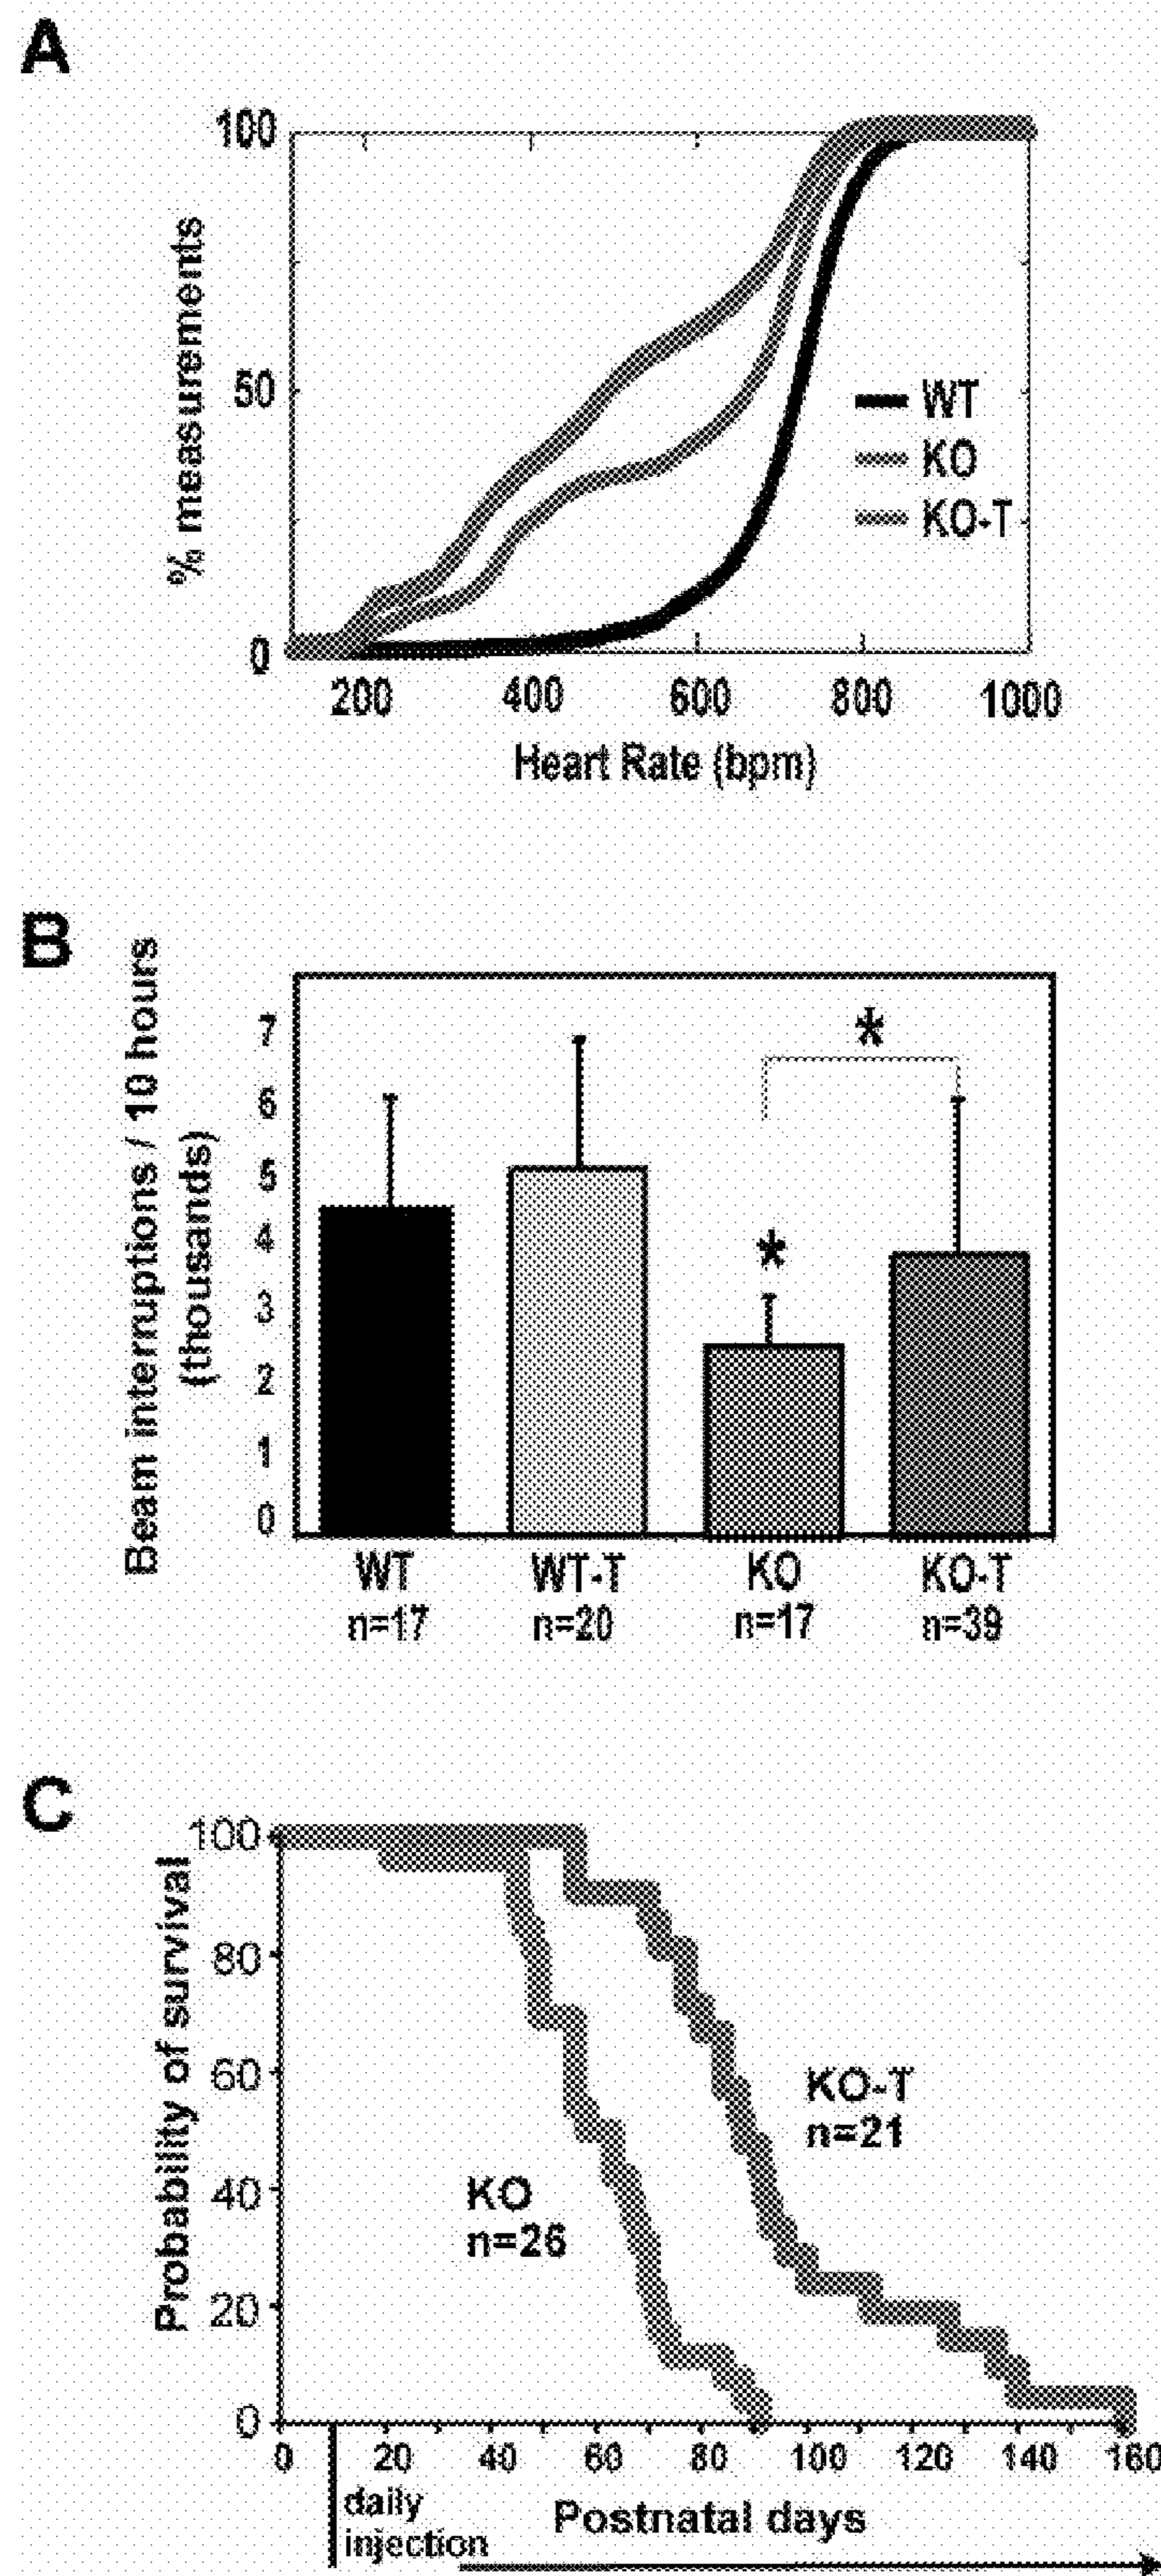 A
100
50
0
% measurements
WT
KO
KO-T
200 400 600 800 1000
Heart Rate (bpm)
B
Beam interruptions / 10 hours
(thousands)
7
6
5
4
3
2
1
0
*
*
WT WT-T KO KO-T
n=17 n=20 n=17 n=39
C
Probability of survival
100
80
60
40
20
0
KO-T
n=21
KO
n=26
0 20 40 60 80 100 120 140 160
daily
injection
Postnatal days